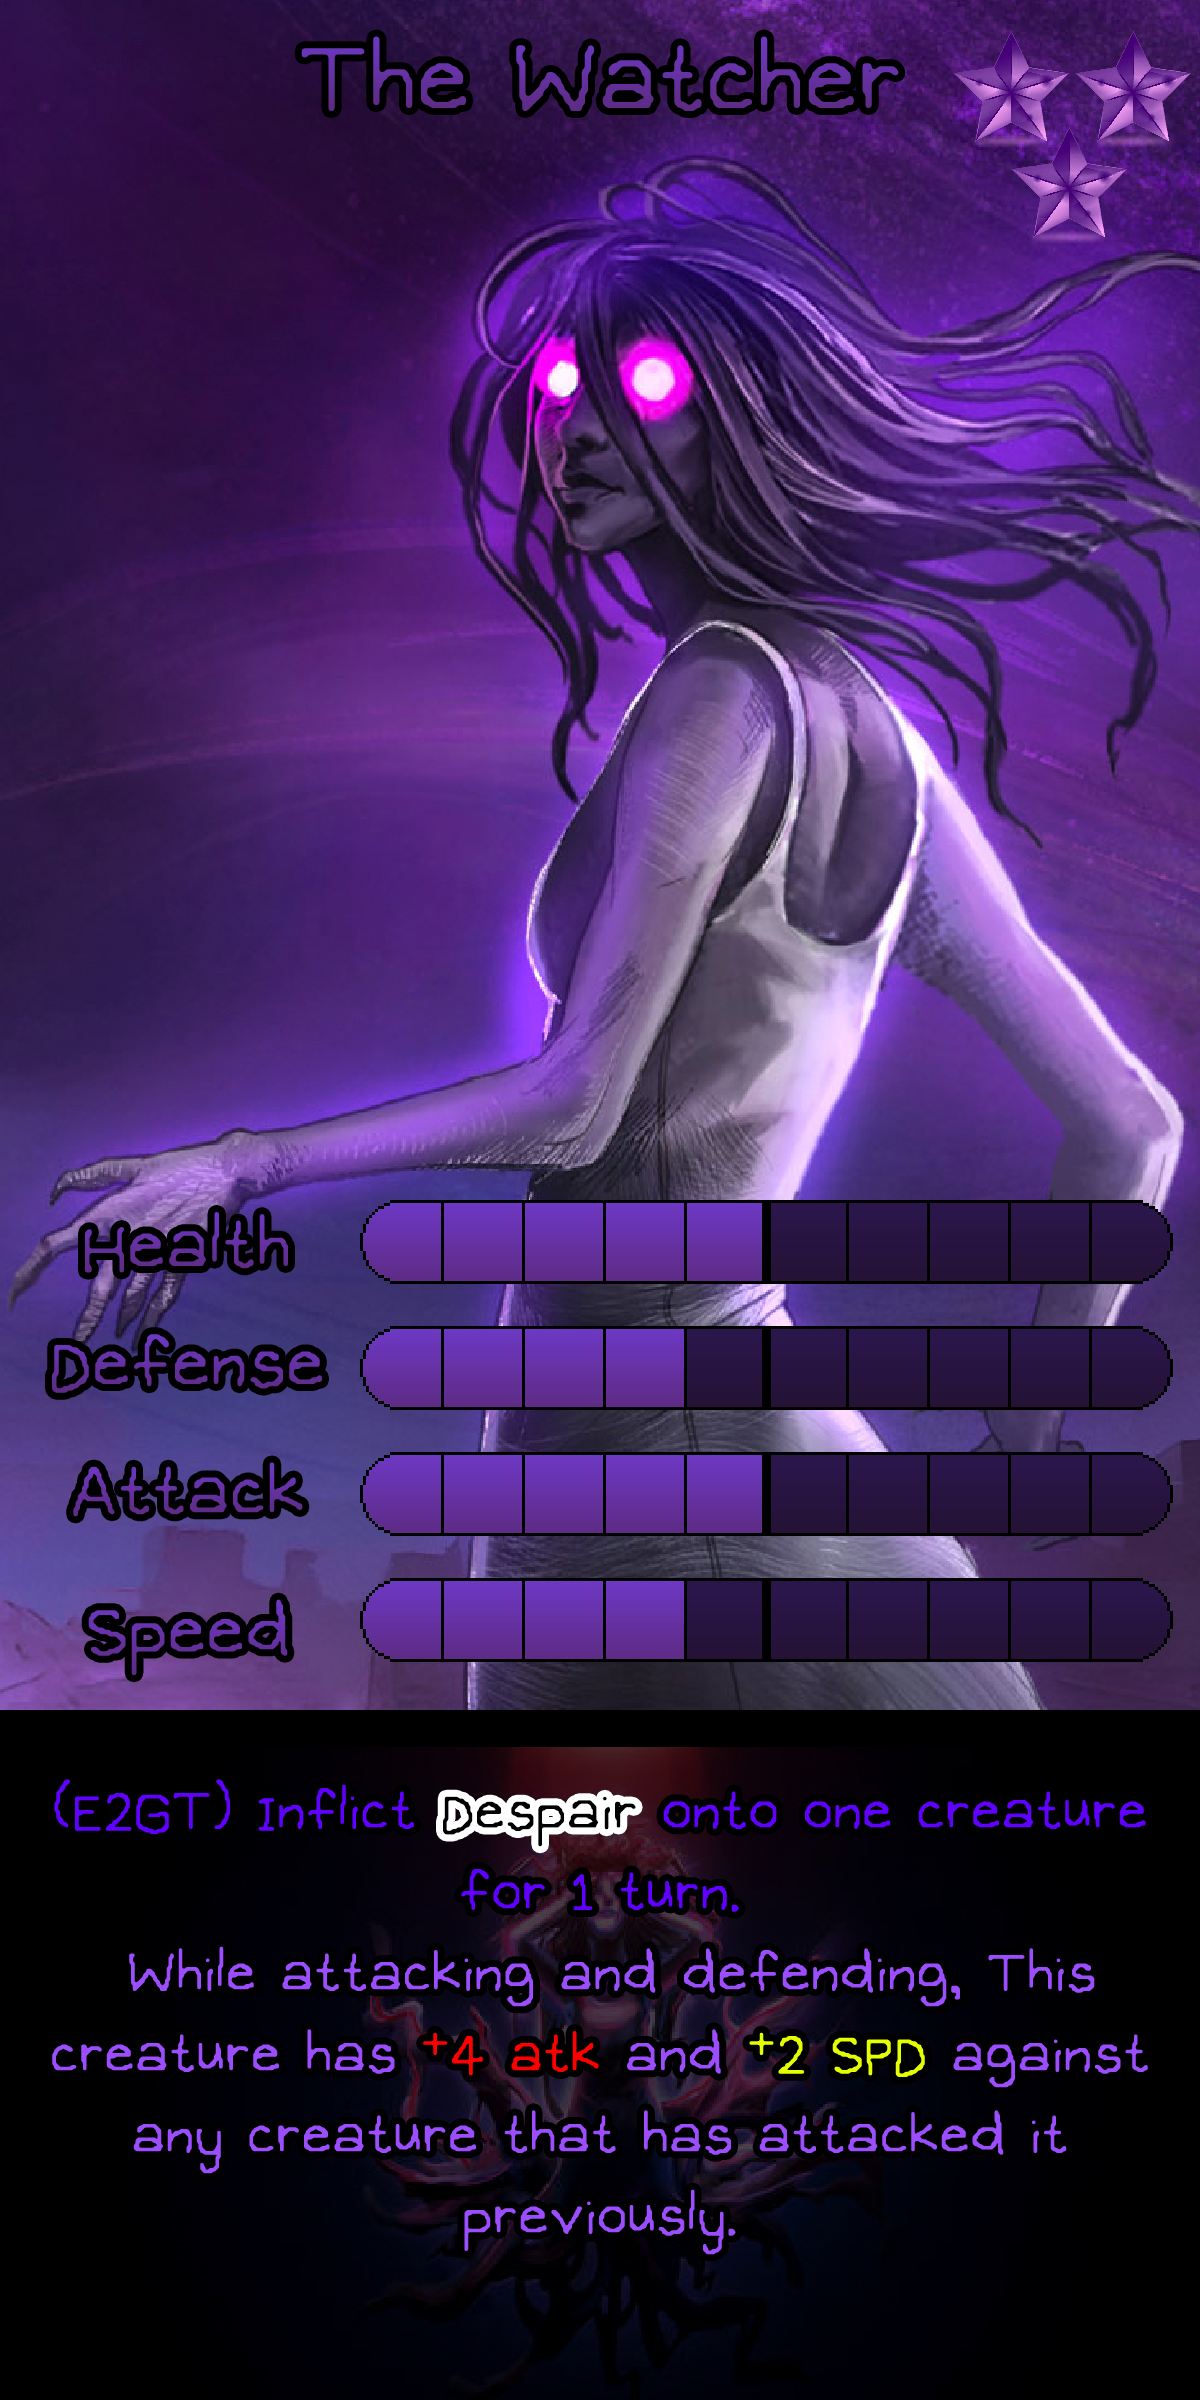 The Watcher
Health
Defense
Attack
Speed
(E2GT) Inflict Despair onto one creature
for 1 turn.
While attacking and defending, This
creature has +4 atk and +2 SPD against
any creature that has attacked it
previously.